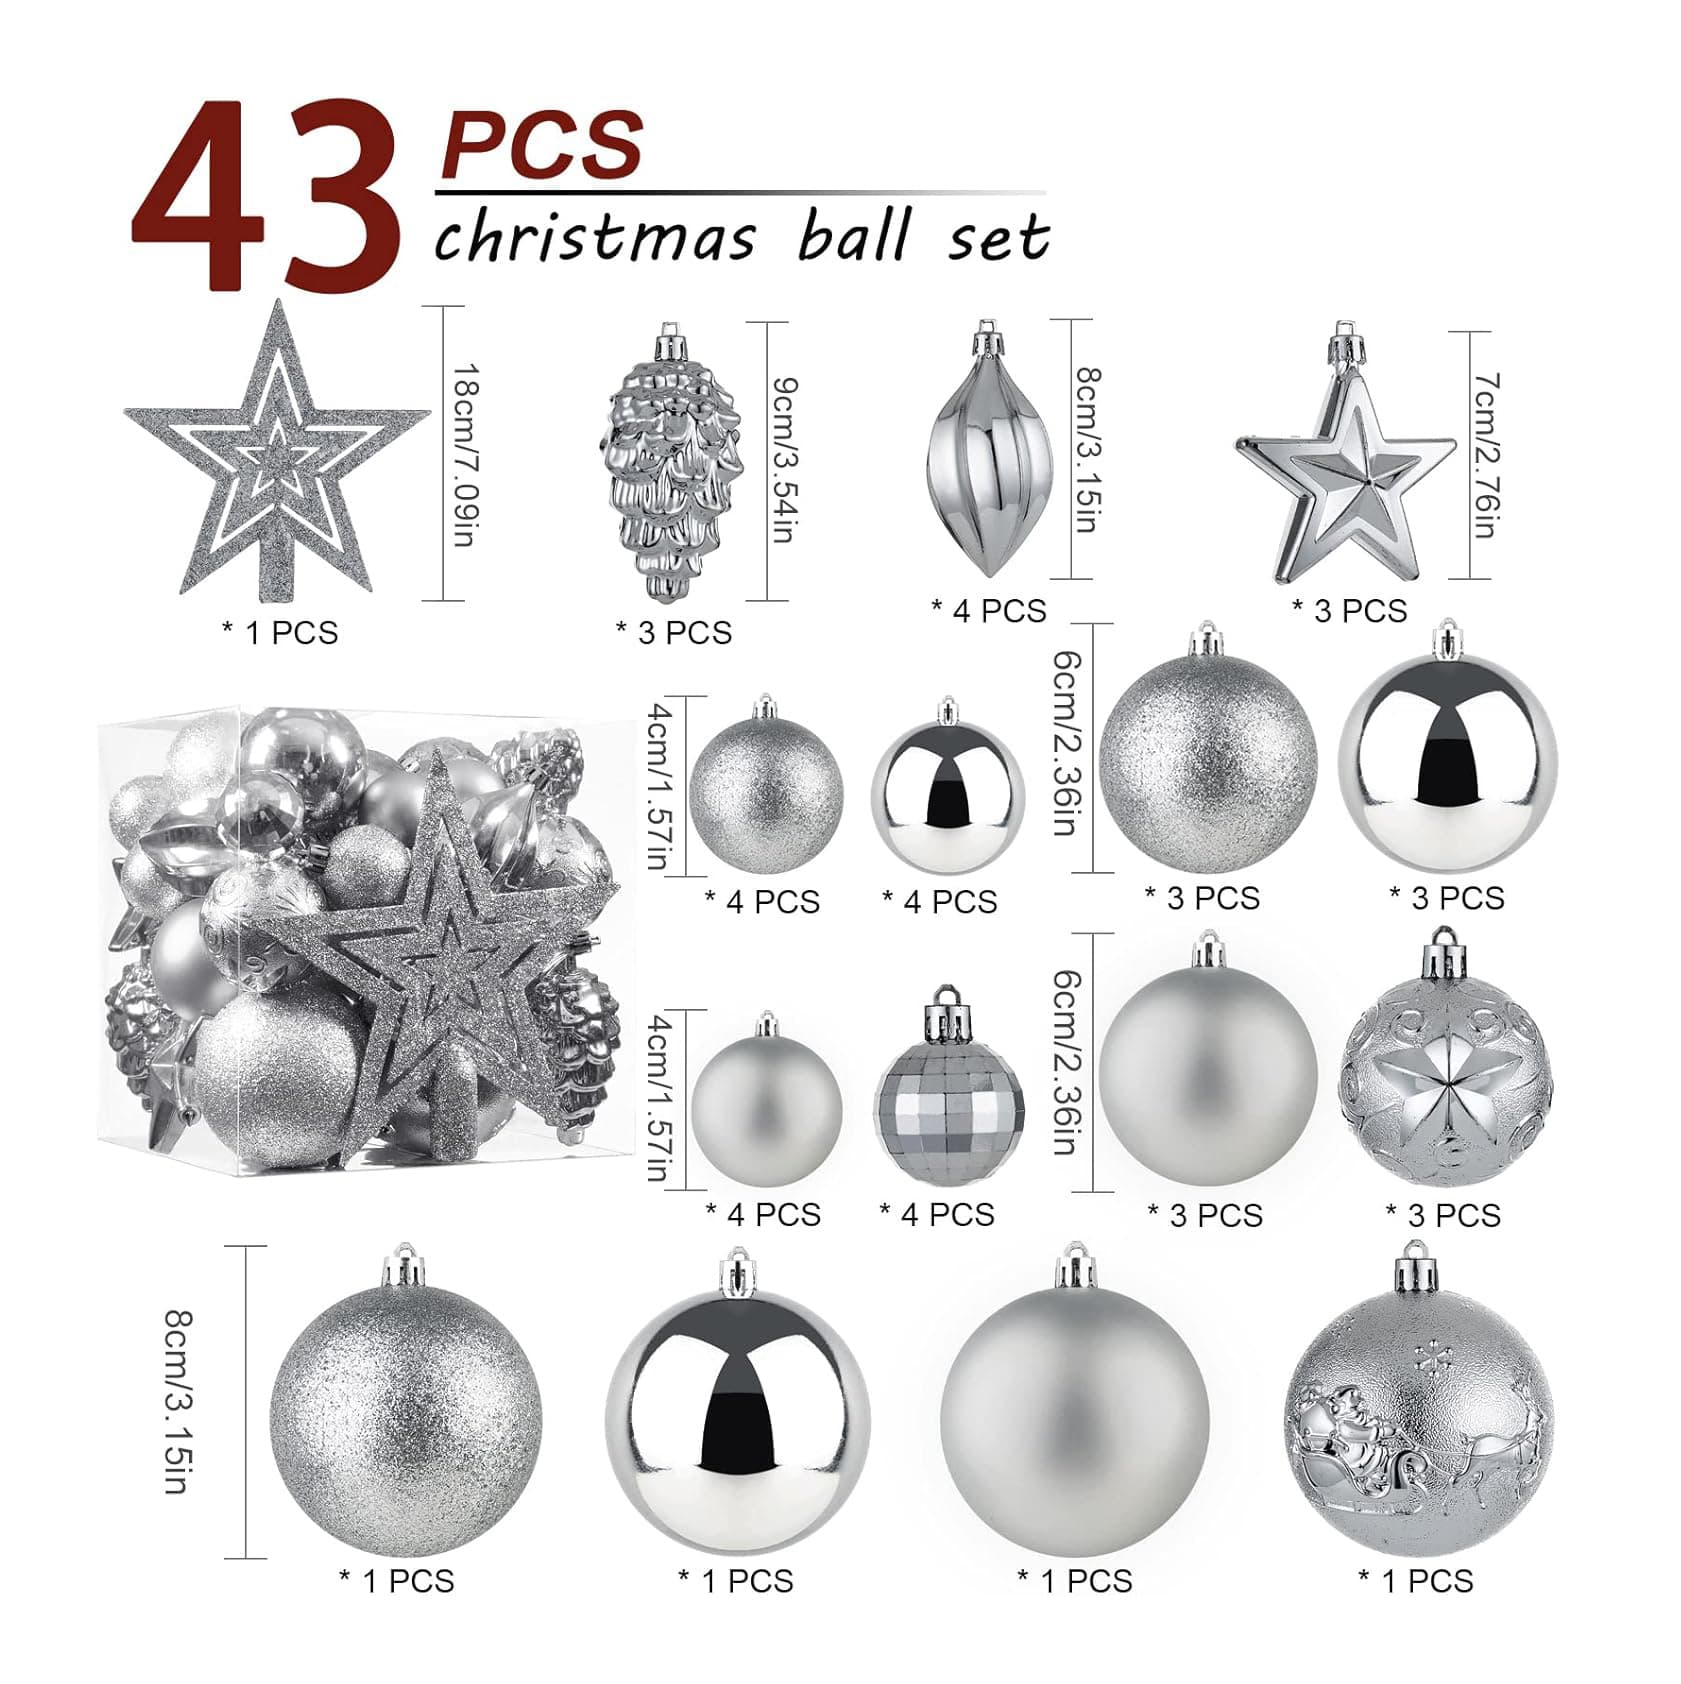 43 PCS
christmas ball set
18cm/7.09in
9cm/3.54in
8cm/3.15in
7cm/2.76in
* 1 PCS
* 3 PCS
* 4 PCS
* 3 PCS
4cm/1.57in
6cm/2.36in
* 4 PCS
* 4 PCS
* 3 PCS
* 3 PCS
4cm/1.57in
6cm/2.36in
* 4 PCS
* 4 PCS
* 3 PCS
* 3 PCS
8cm/3.15in
* 1 PCS
* 1 PCS
* 1 PCS
* 1 PCS